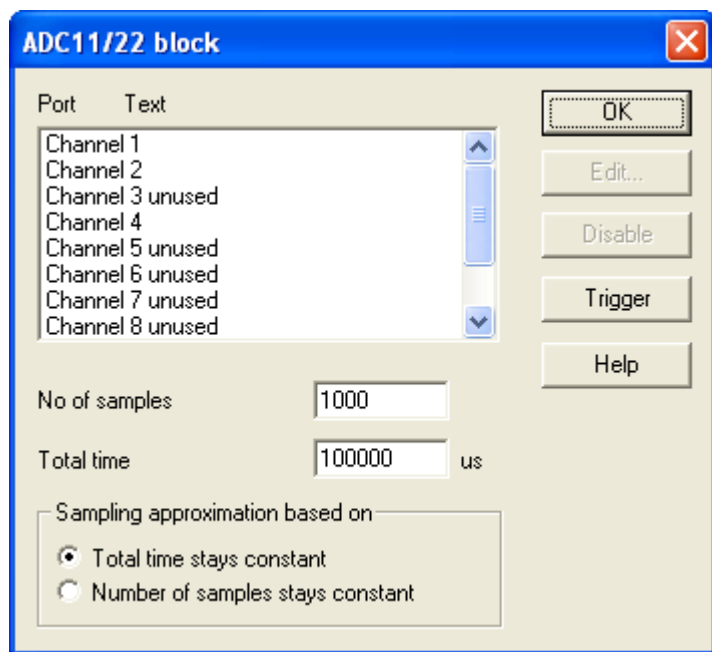 ADC11/22 block
Port Text
Channel 1
Channel 2
Channel 3 unused
Channel 4
Channel 5 unused
Channel 6 unused
Channel 7 unused
Channel 8 unused
OK
Edit...
Disable
Trigger
Help
No of samples 1000
Total time 100000 us
Sampling approximation based on
Total time stays constant
Number of samples stays constant